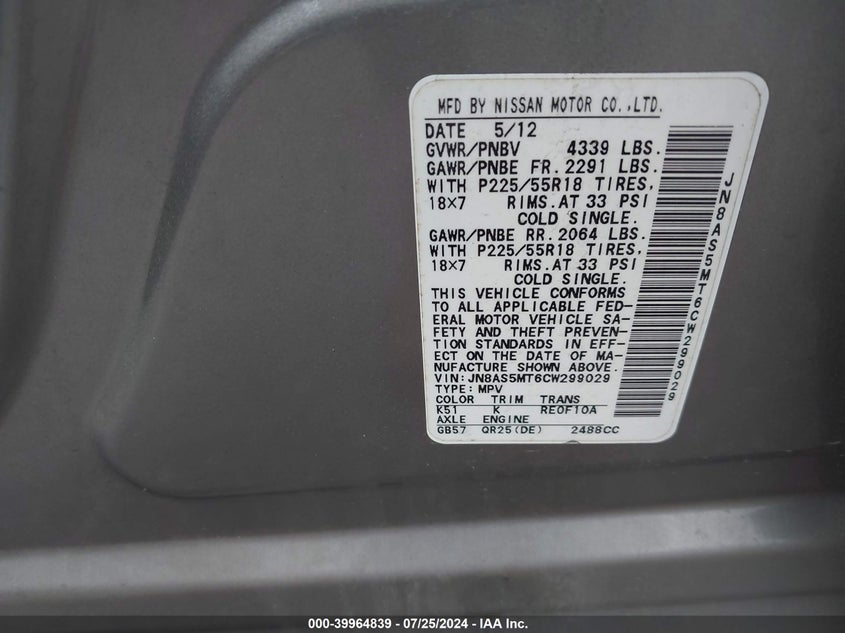 MFD BY NISSAN MOTOR CO.,LTD.
DATE 5/12
GVWR/PNBV 4339 LBS.
GAWR/PNBE FR. 2291 LBS.
WITH P225/55R18 TIRES,
18×7 RIMS.AT 33 PSI
COLD SINGLE.
GAWR/PNBE RR. 2064 LBS.
WITH P225/55R18 TIRES,
18×7 RIMS.AT 33 PSI
COLD SINGLE.
THIS VEHICLE CONFORMS
TO ALL APPLICABLE FED-
ERAL MOTOR VEHICLE SA-
FETY AND THEFT PREVEN-
TION STANDARDS IN EFF-
ECT ON THE DATE OF MA-
NUFACTURE SHOWN ABOVE.
VIN:JN8AS5MT6CW299029
TYPE: MPV
COLOR TRIM TRANS
K51 K RE0F10A
AXLE ENGINE
GB57 QR25(DE) 2488CC
JN8AS5MT6CW299029
000-39964839 / 07/25/2024 - IAA Inc.